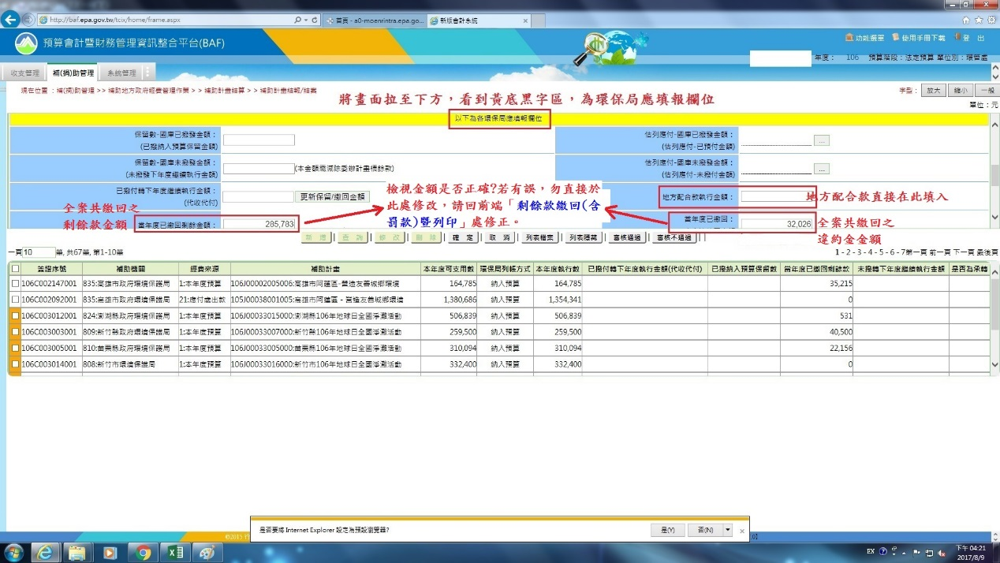 http://baf.epa.gov.tw/tcix/home/frame.aspx
首頁 - a0-moenrintra.epa.go...
新版會計系統
預算會計暨財務管理資訊整合平台(BAF)
功能選單 使用手冊下載 登 出
年度： 106 預算階段：法定預算 單位別：環管處
收支管理 補(捐)助管理 系統管理
現在位置 ：補(捐)助管理 >> 補助地方政府經費管理作業 >> 補助計畫結算 >> 補助計畫結報/結案
字型： 放大 縮小 一般
將畫面拉至下方，看到黃底黑字區，為環保局應填報欄位
單位：元
以下為各環保局應填報欄位
保留數-國庫已撥發金額：
(已撥納入預算保留金額)
估列應付-國庫已撥發金額：
(估列應付-已預付金額)
...
保留數-國庫未撥發金額：
(未撥發下年度繼續執行金額)
(本金額需減除委辦計畫標餘款)
估列應付-國庫未撥發金額：
(估列應付-未撥付金額)
...
已撥付轉下年度繼續執行金額：
(代收代付)
更新保留/繳回金額
檢視金額是否正確?若有誤，勿直接於
此處修改，請回前端「剩餘款繳回(含
罰款)暨列印」處修正。
地方配合款執行金額：
地方配合款直接在此填入
全案共繳回之
剩餘款金額
當年度已繳回剩餘金額：
285,783
當年度已繳回：
32,026
全案共繳回之
違約金金額
新 增 | 查 詢 | 修 改 | 刪 除 | 確 定 | 取 消 | 列表檔案 | 列表隱藏 | 審核通過 | 審核不通過 |
一頁10 筆, 共67筆, 第1-10筆
1 - 2 - 3 - 4 - 5 - 6 - 7第一頁 前一頁 下一頁 最後頁
簽證序號 補助機關 經費來源 補助計畫 本年度可支用數 環保局列帳方式 本年度執行數 已撥付轉下年度執行金額(代收代付) 已撥納入預算保留數 當年度已繳回剩餘款 未撥轉下年度繼續執行金額 是否為承轉
106C002147001 835:高雄市政府環境保護局 1:本年度預算 106J00002005006:高雄市阿蓮區-營造友善城鄉環境 164,785 納入預算 164,785 35,215
106C002092001 835:高雄市政府環境保護局 21:應付歲出款 105J00038001005:高雄市阿蓮區 - 營造友善城鄉環境 1,380,686 納入預算 1,354,341 0
106C003012001 824:澎湖縣政府環境保護局 1:本年度預算 106J00033015000:澎湖縣106年地球日全國淨灘活動 506,839 納入預算 506,839 531
106C003003001 809:新竹縣政府環境保護局 1:本年度預算 106J00033007000:新竹縣106年地球日全國淨灘活動 259,500 納入預算 259,500 40,500
106C003005001 810:苗栗縣政府環境保護局 1:本年度預算 106J00033005000:苗栗縣106年地球日全國淨灘活動 310,094 納入預算 310,094 22,156
106C003014001 808:新竹市環境保護局 1:本年度預算 106J00033016000:新竹市106年地球日全國淨灘活動 332,400 納入預算 332,400 0
是否要將 Internet Explorer 設定為預設瀏覽器?
是(Y) 否(N)
©2015
EN
下午 04:21
2017/8/9